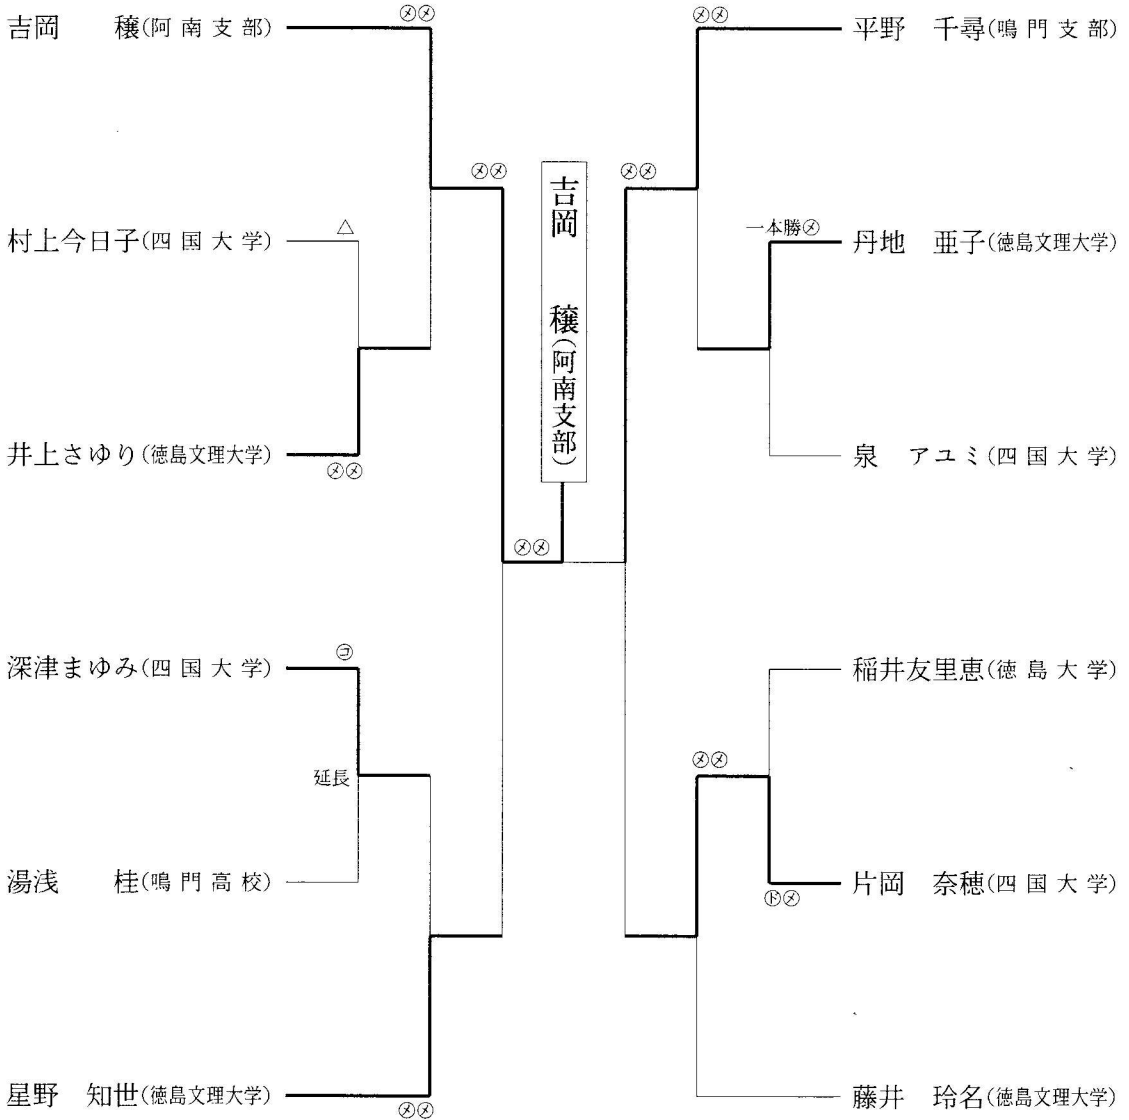 ㋱㋱
吉岡　　穣(阿南支部)
△
村上今日子(四国大学)
井上さゆり(徳島文理大学)
㋱㋱
㋙
深津まゆみ(四国大学)
延長
湯浅　　桂(鳴門高校)
星野　知世(徳島文理大学)
㋱㋱
㋱㋱
㋱㋱
吉岡　　穣(阿南支部)
㋱㋱
㋱㋱
平野　千尋(鳴門支部)
一本勝㋱
丹地　亜子(徳島文理大学)
泉　アユミ(四国大学)
稲井友里恵(徳島大学)
㋱㋱
片岡　奈穂(四国大学)
㋣㋱
藤井　玲名(徳島文理大学)